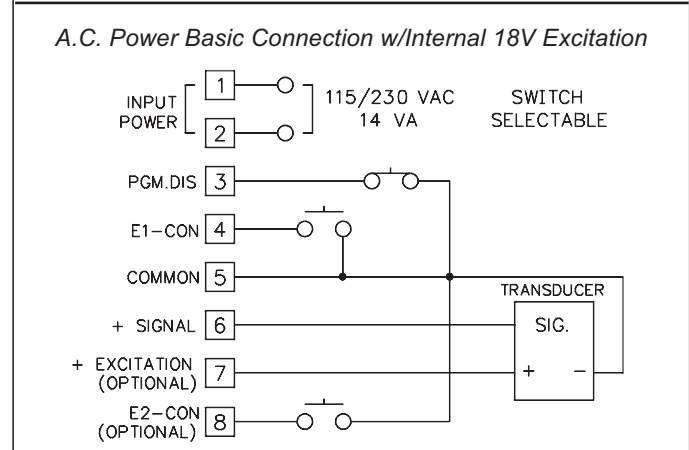 A.C. Power Basic Connection w/Internal 18V Excitation
INPUT POWER
1
2
115/230 VAC
14 VA
SWITCH
SELECTABLE
PGM.DIS 3
E1-CON 4
COMMON 5
TRANSDUCER
+ SIGNAL 6
SIG.
+ EXCITATION
(OPTIONAL) 7
+ -
E2-CON
(OPTIONAL) 8